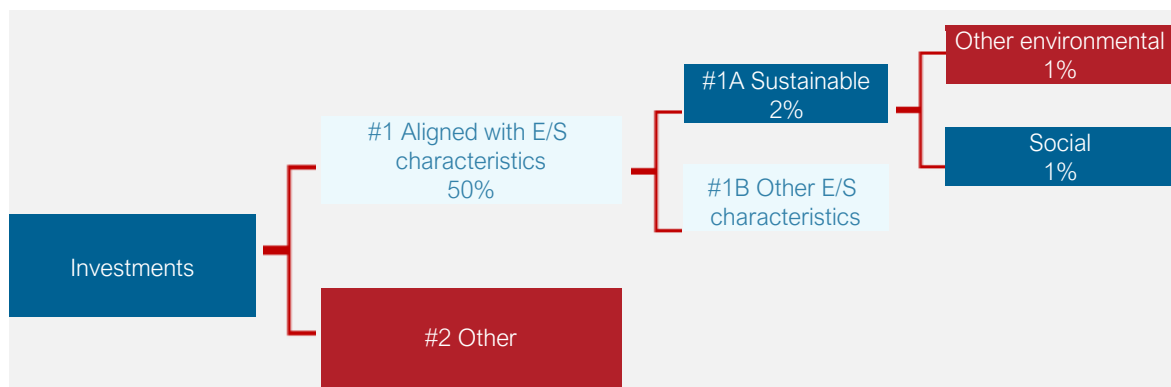 Investments
#1 Aligned with E/S
characteristics
50%
#2 Other
#1A Sustainable
2%
#1B Other E/S
characteristics
Other environmental
1%
Social
1%